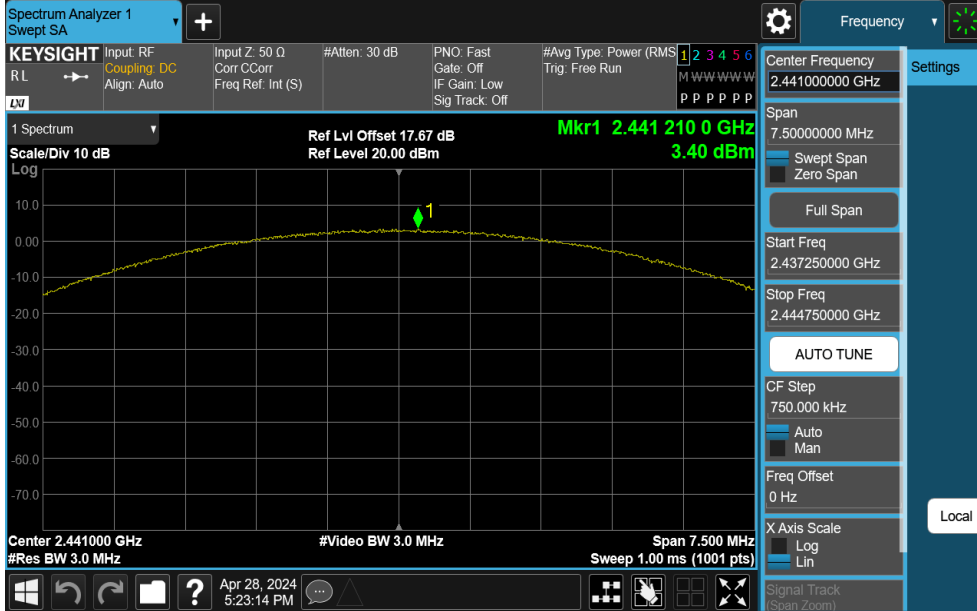 Spectrum Analyzer 1
Swept SA
Frequency
KEYSIGHT
R L
LXI
Input: RF
Coupling: DC
Align: Auto
Input Z: 50 Ω
Corr CCorr
Freq Ref: Int (S)
#Atten: 30 dB
PNO: Fast
Gate: Off
IF Gain: Low
Sig Track: Off
#Avg Type: Power (RMS
Trig: Free Run
1 2 3 4 5 6
M W W W W W
P P P P P P
Center Frequency
2.441000000 GHz
Settings
1 Spectrum
Scale/Div 10 dB
Ref Lvl Offset 17.67 dB
Ref Level 20.00 dBm
Mkr1 2.441 210 0 GHz
3.40 dBm
Log
10.0
0.00
-10.0
-20.0
-30.0
-40.0
-50.0
-60.0
-70.0
1
Span
7.50000000 MHz
Swept Span
Zero Span
Full Span
Start Freq
2.437250000 GHz
Stop Freq
2.444750000 GHz
AUTO TUNE
CF Step
750.000 kHz
Auto
Man
Freq Offset
0 Hz
X Axis Scale
Log
Lin
Signal Track
(Span Zoom)
Local
Center 2.441000 GHz
#Res BW 3.0 MHz
#Video BW 3.0 MHz
Span 7.500 MHz
Sweep 1.00 ms (1001 pts)
?
Apr 28, 2024
5:23:14 PM